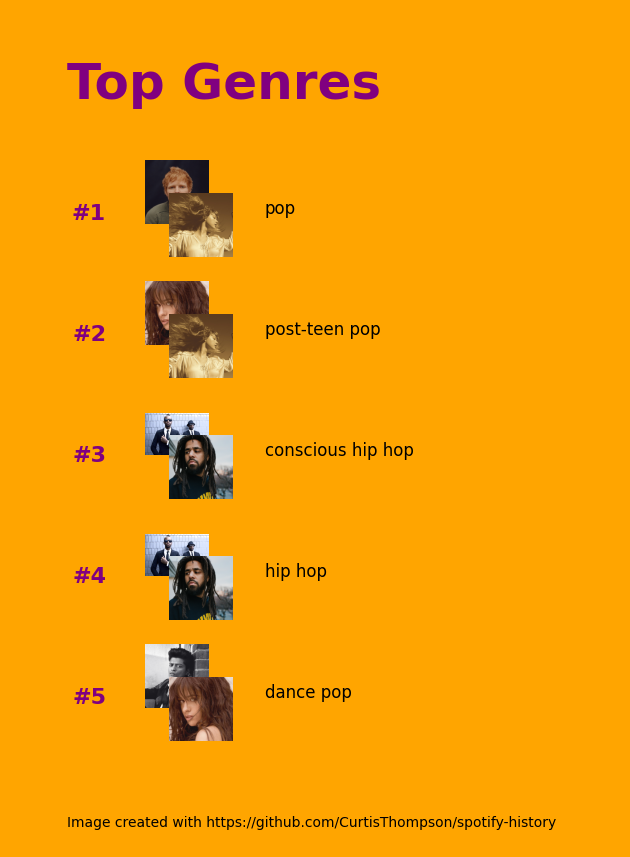 Top Genres
#1 pop
#2 post-teen pop
#3 conscious hip hop
#4 hip hop
#5 dance pop
Image created with https://github.com/CurtisThompson/spotify-history